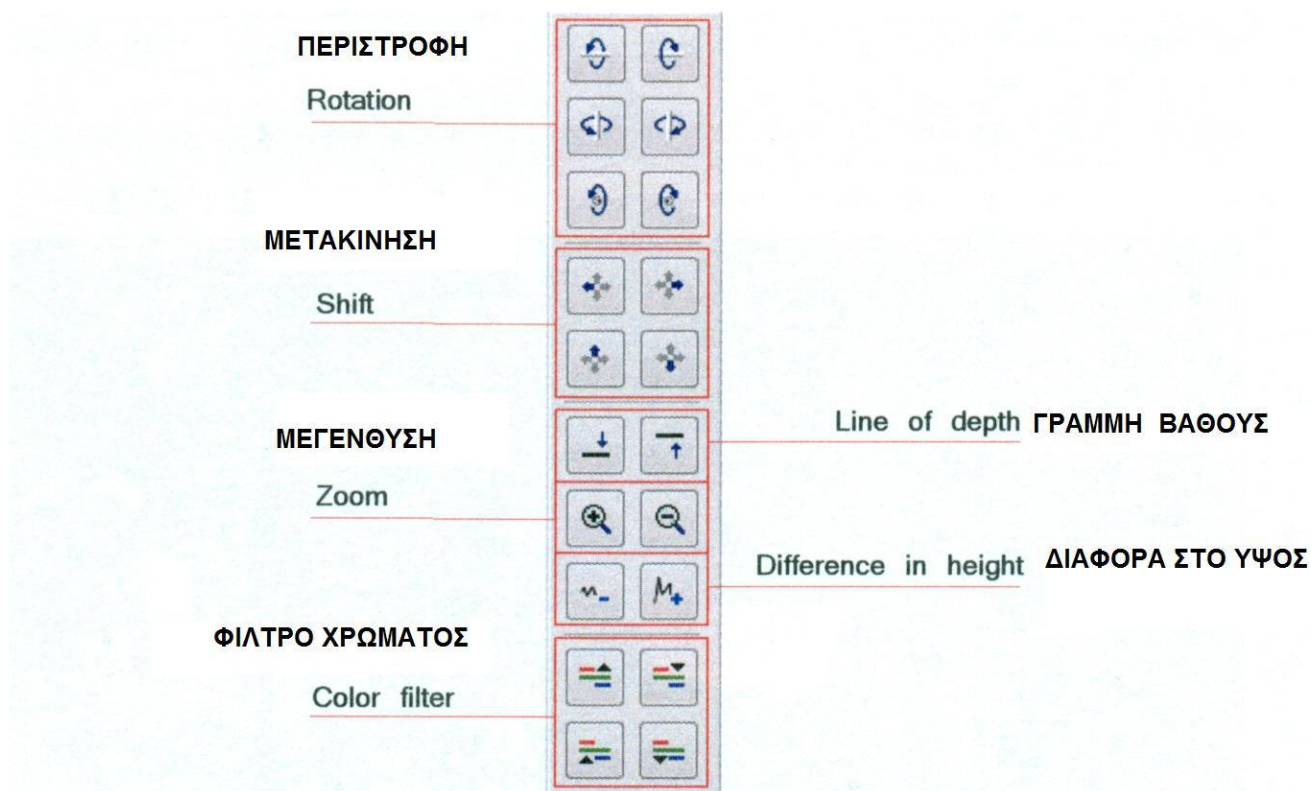 ΠΕΡΙΣΤΡΟΦΗ
Rotation
ΜΕΤΑΚΙΝΗΣΗ
Shift
ΜΕΓΕΝΘΥΣΗ
Zoom
Line of depth ΓΡΑΜΜΗ ΒΑΘΟΥΣ
Difference in height ΔΙΑΦΟΡΑ ΣΤΟ ΥΨΟΣ
ΦΙΛΤΡΟ ΧΡΩΜΑΤΟΣ
Color filter